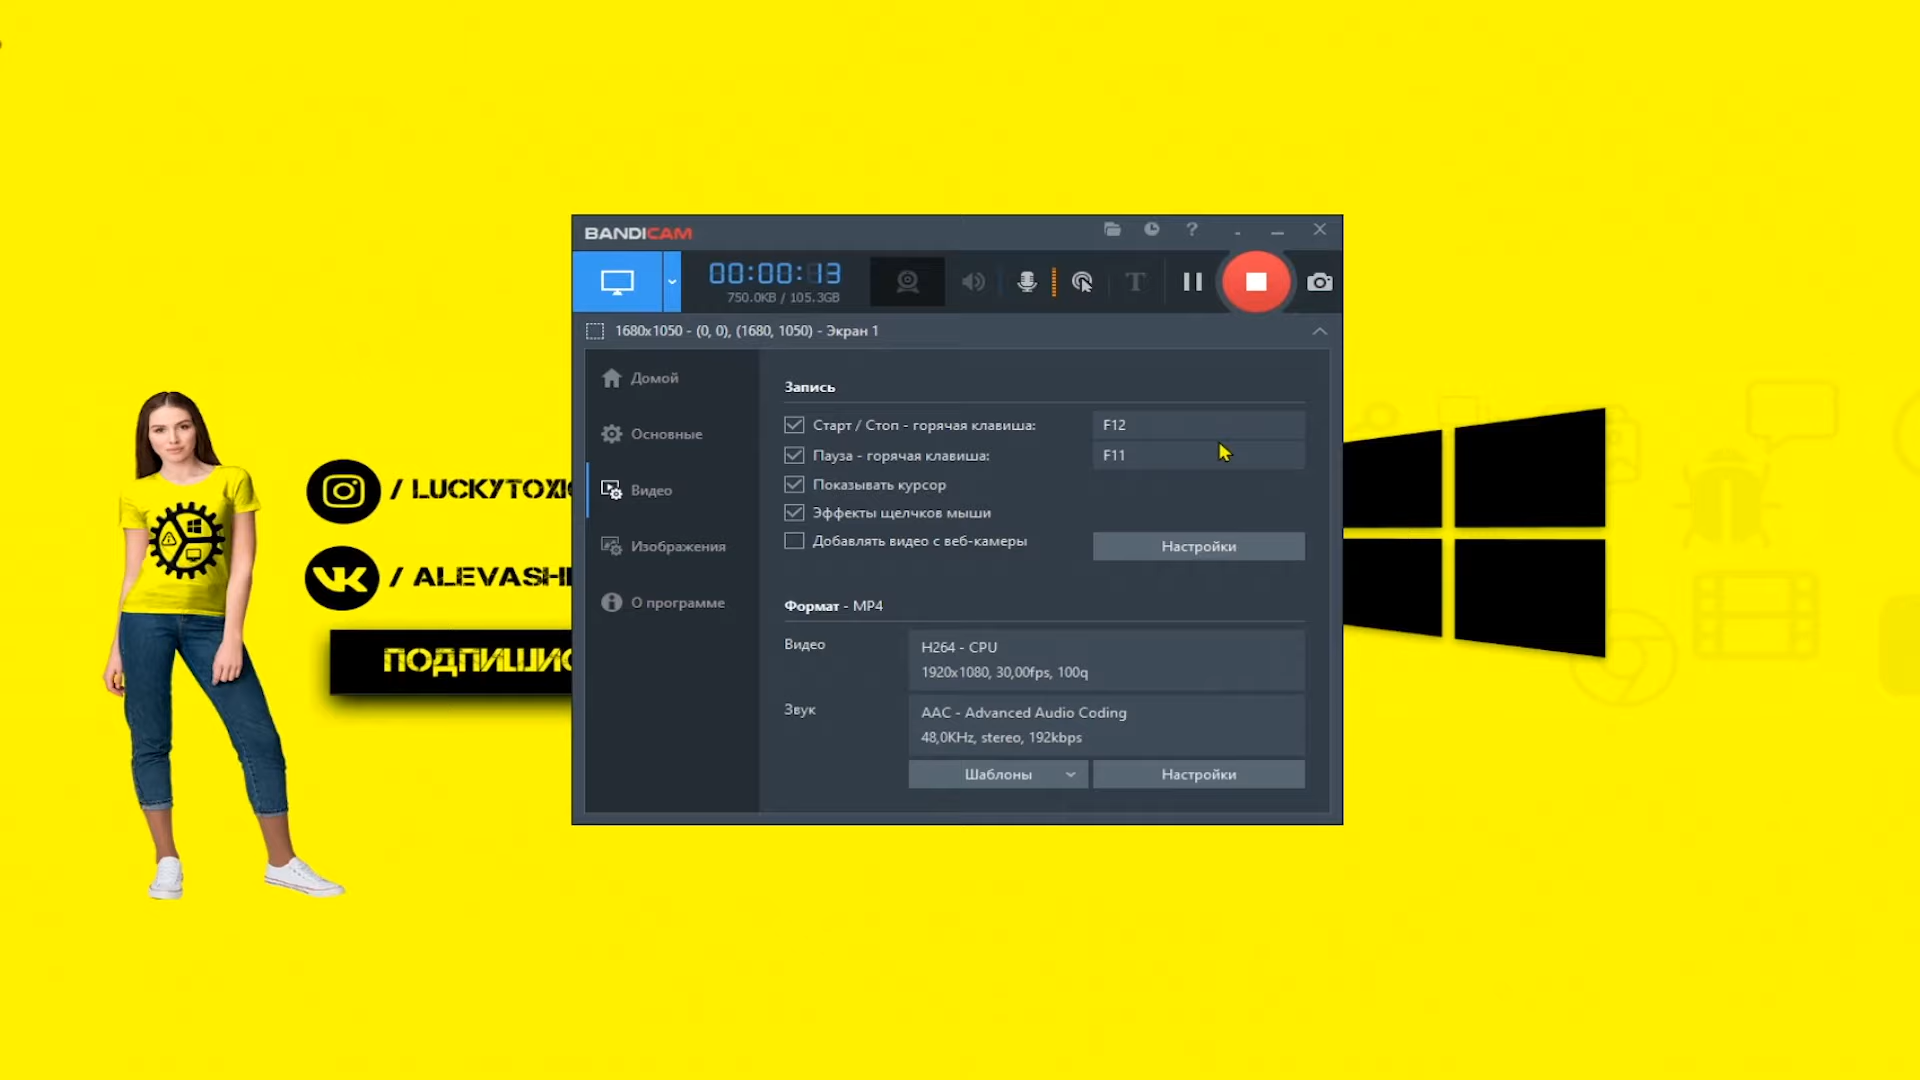 BANDICAM
?
00:00:13
750.0KB / 105.3GB
T
1680x1050 - (0, 0), (1680, 1050) - Экран 1
Домой
Основные
Видео
Изображения
О программе
Запись
Старт / Стоп - горячая клавиша:
F12
Пауза - горячая клавиша:
F11
Показывать курсор
Эффекты щелчков мыши
Добавлять видео с веб-камеры
Настройки
Формат - MP4
Видео
H264 - CPU
1920x1080, 30,00fps, 100q
Звук
AAC - Advanced Audio Coding
48,0KHz, stereo, 192kbps
Шаблоны
Настройки
/ LUCKYTOXI
/ ALEVASH
ПОДПИШИ